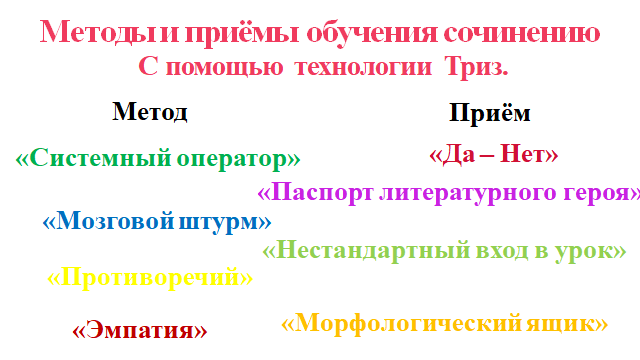 Методы и приёмы обучения сочинению
С помощью технологии Триз.
Метод
Приём
«Системный оператор»
«Да – Нет»
«Паспорт литературного героя»
«Мозговой штурм»
«Нестандартный вход в урок»
«Противоречий»
«Эмпатия»
«Морфологический ящик»